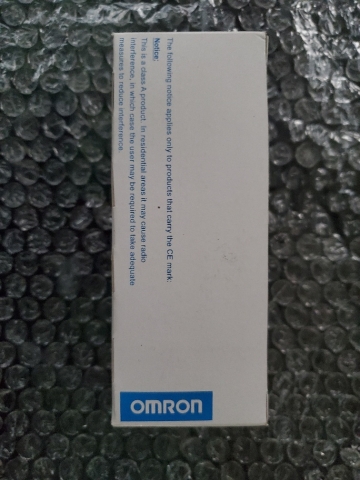 The following notice applies only to products that carry the CE mark:
Notice:
This is a class A product. In residential areas it may cause radio
interference, in which case the user may be required to take adequate
measures to reduce interference.
OMRON